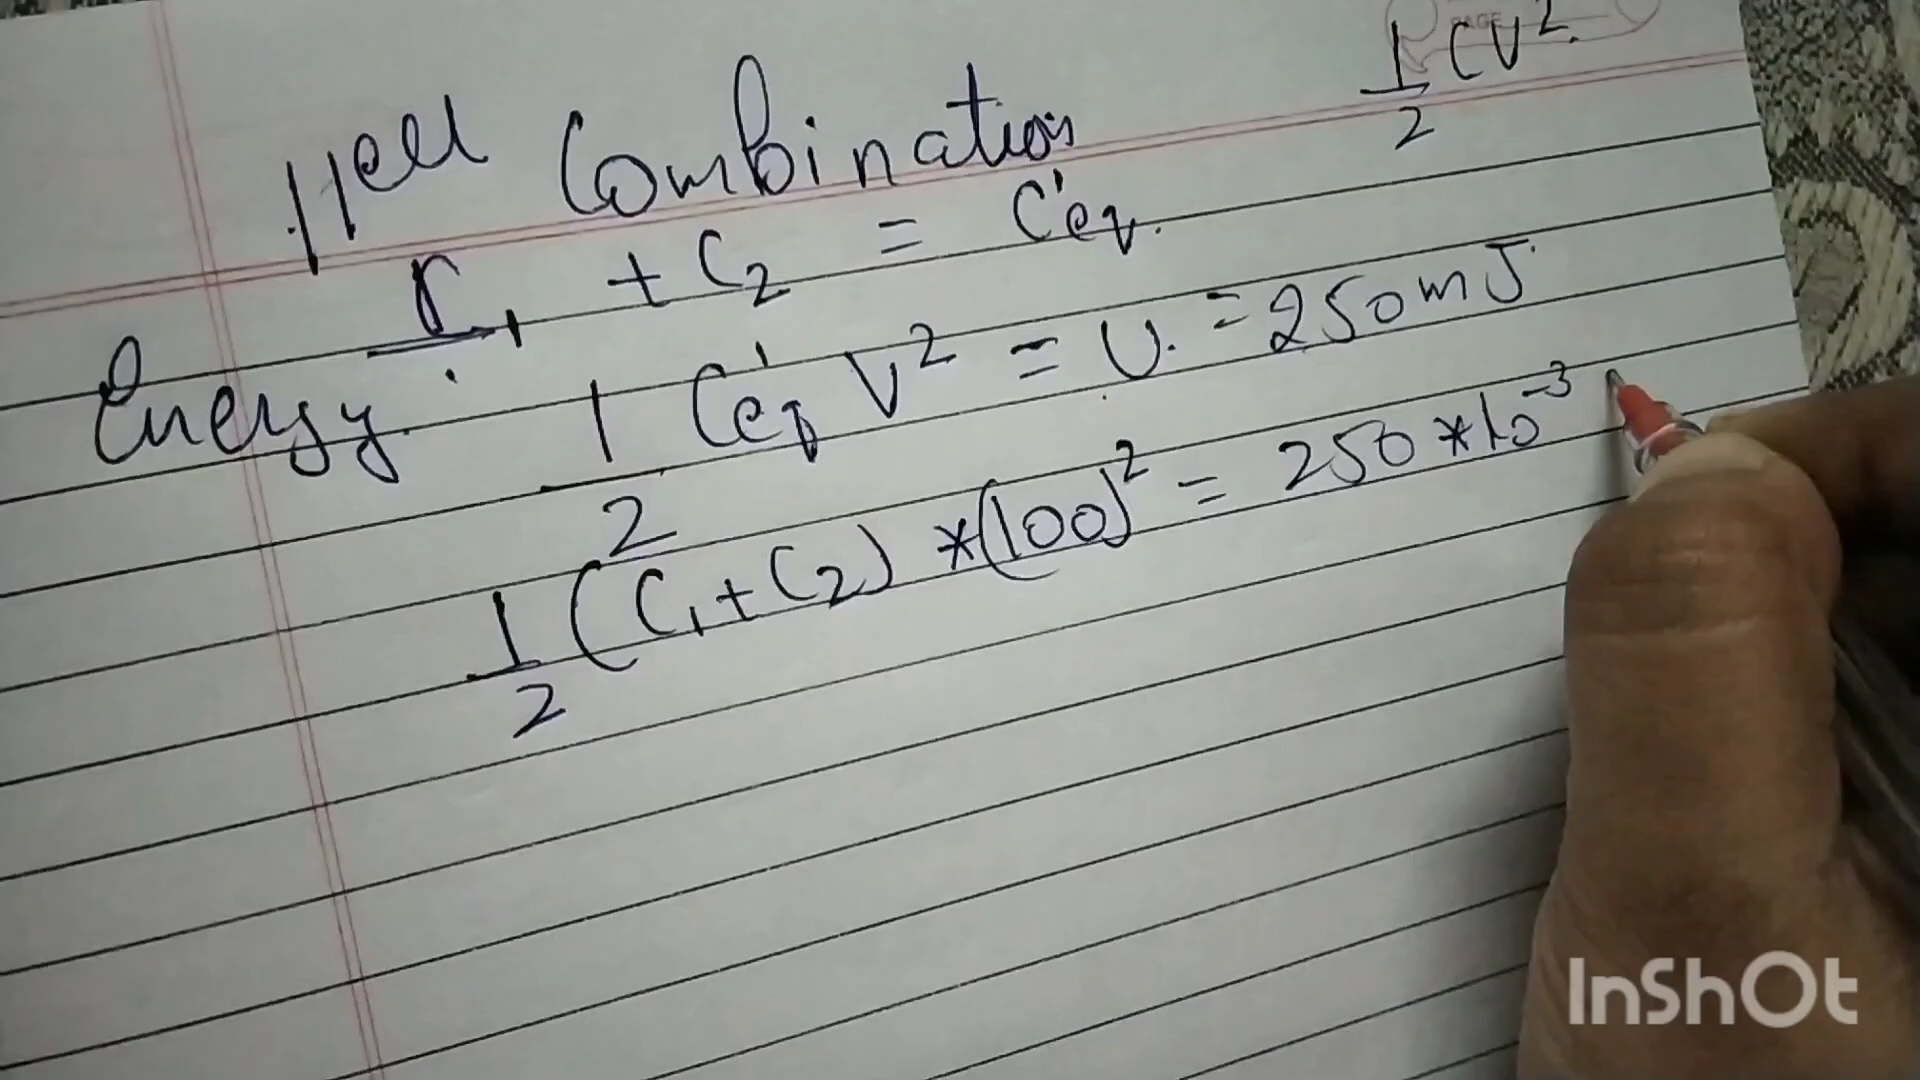 1/2 CV².
||ell Combination
C₁ + C₂ = C'eq.
Energy. 1/2 C'eq V² = U. = 250mJ.
1/2 (C₁+C₂) *(100)² = 250*10⁻³
InShOt